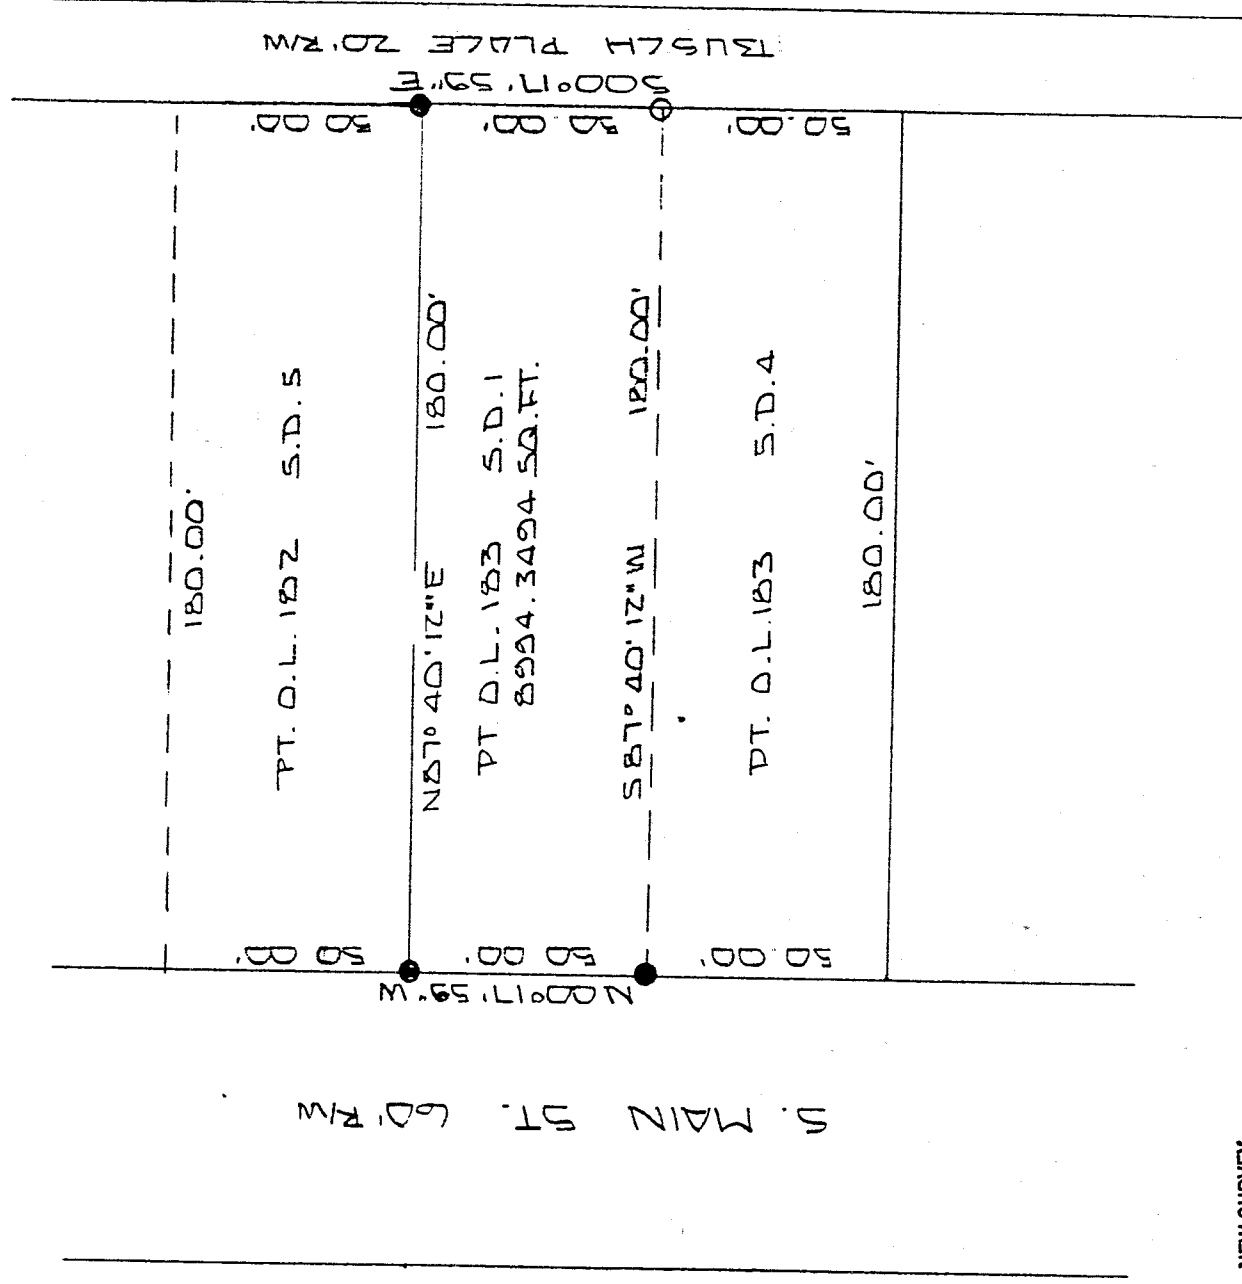 BUSCH PLACE 20' R/W
S00°17'59"E
50.00'
50.00'
50.00'
180.00'
PT. O.L. 182 S.D. 5
N87°40'12"E 180.00'
PT. O.L. 183 S.D. 1
8994.3494 SQ. FT.
S87°40'12"W 180.00'
PT. O.L. 183 S.D. 4
180.00'
50.00'
50.00'
50.00'
N00°17'59"W
S. MAIN ST. 60' R/W